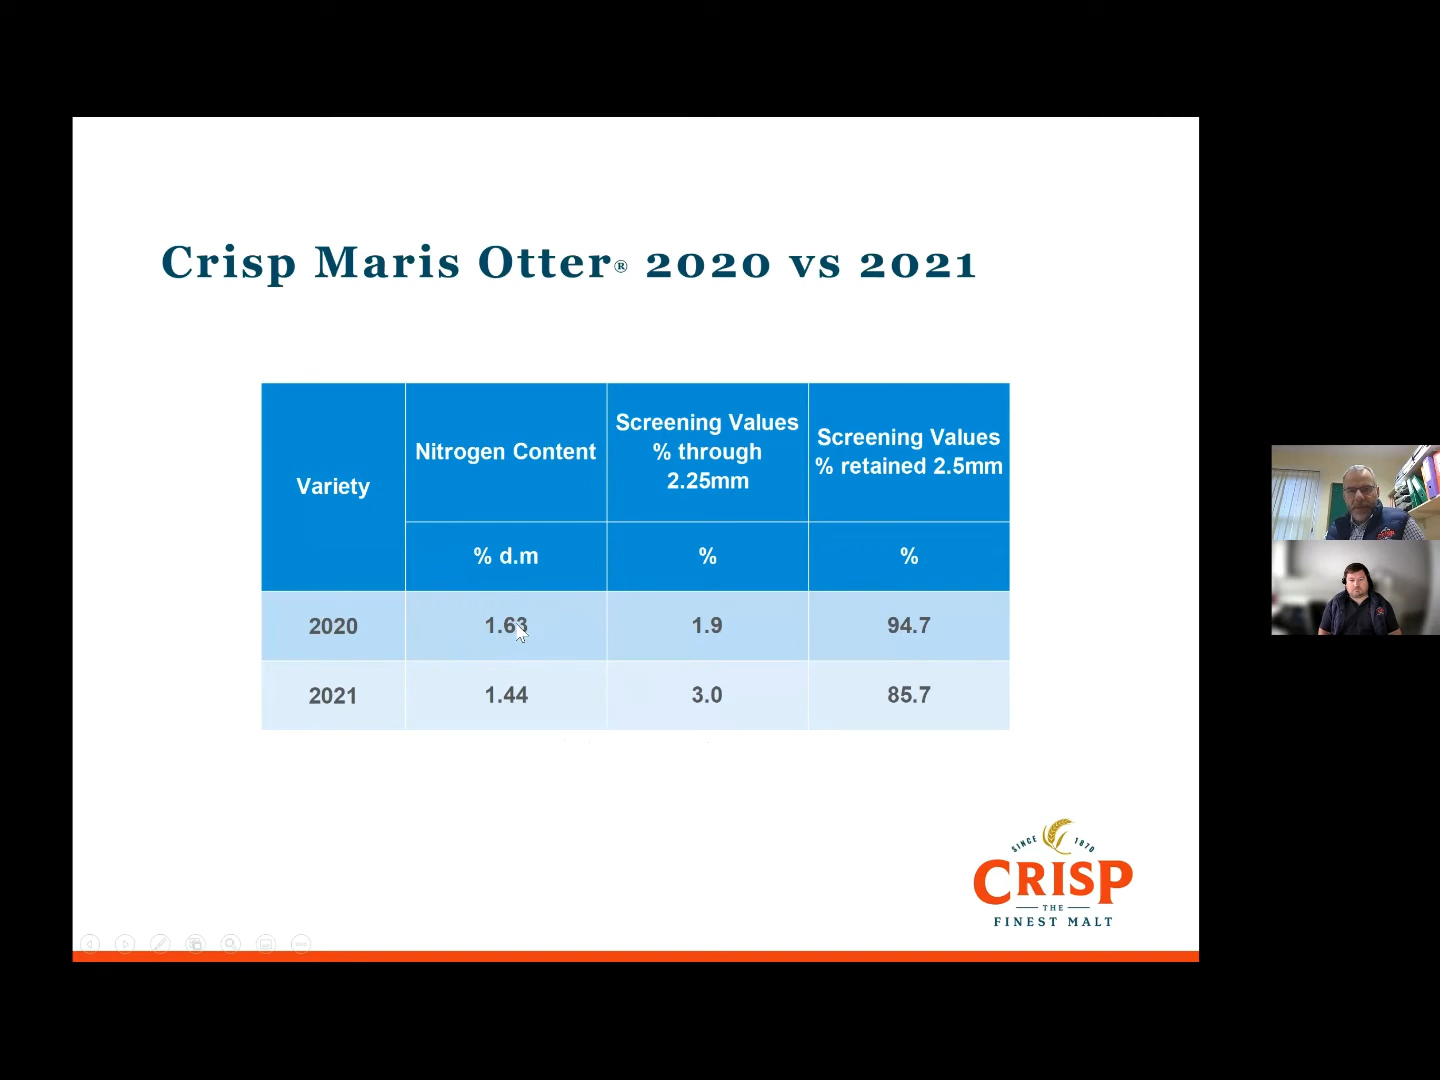 Crisp Maris Otter® 2020 vs 2021
Variety
Nitrogen Content
Screening Values
% through
2.25mm
Screening Values
% retained 2.5mm
% d.m
%
%
2020
1.63
1.9
94.7
2021
1.44
3.0
85.7
SINCE 1870
CRISP
THE
FINEST MALT